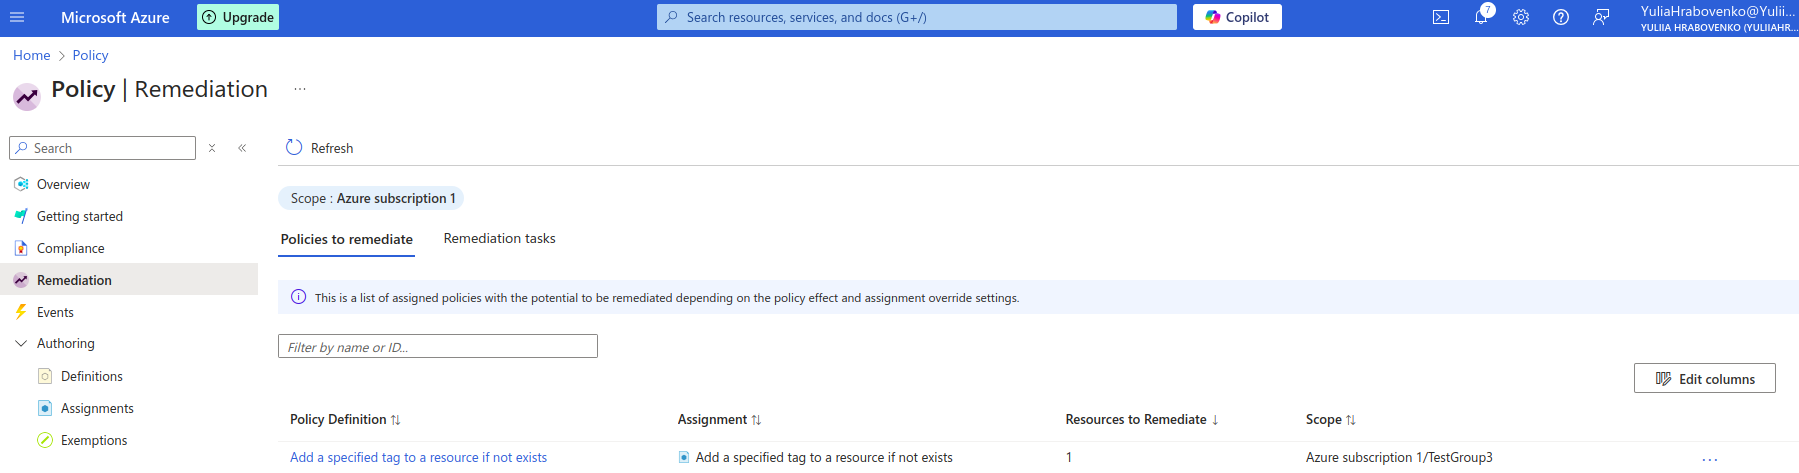 Microsoft Azure
Upgrade
Search resources, services, and docs (G+/)
Copilot
7
YuliaHrabovenko@Yulii...
YULIIA HRABOVENKO (YULIIAHR...
Home > Policy
Policy | Remediation ...
Search
Refresh
Overview
Getting started
Compliance
Remediation
Events
Authoring
Definitions
Assignments
Exemptions
Scope : Azure subscription 1
Policies to remediate Remediation tasks
This is a list of assigned policies with the potential to be remediated depending on the policy effect and assignment override settings.
Filter by name or ID...
Edit columns
Policy Definition ↑↓ Assignment ↑↓ Resources to Remediate ↓ Scope ↑↓
Add a specified tag to a resource if not exists Add a specified tag to a resource if not exists 1 Azure subscription 1/TestGroup3 ...